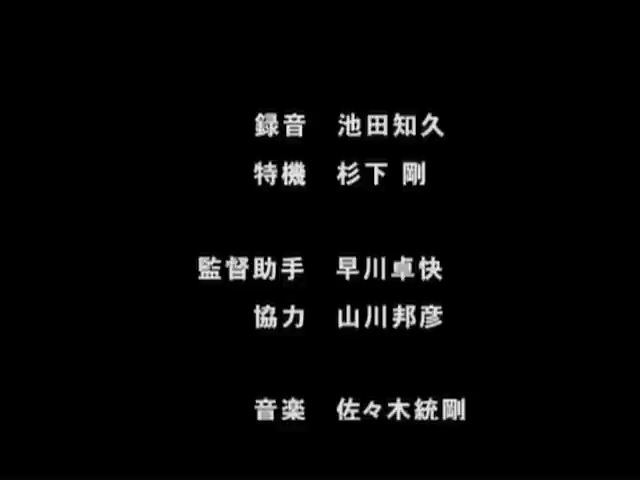 録音 池田知久
特機 杉下 剛
監督助手 早川卓快
協力 山川邦彦
音楽 佐々木統剛